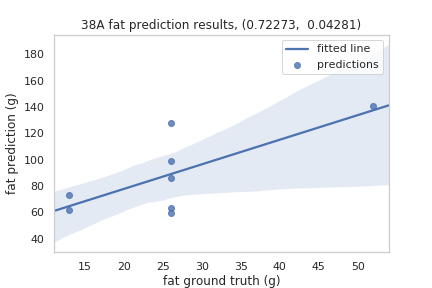 38A fat prediction results, (0.72273,  0.04281)
fitted line
predictions
fat prediction (g)
180
160
140
120
100
80
60
40
15 20 25 30 35 40 45 50
fat ground truth (g)